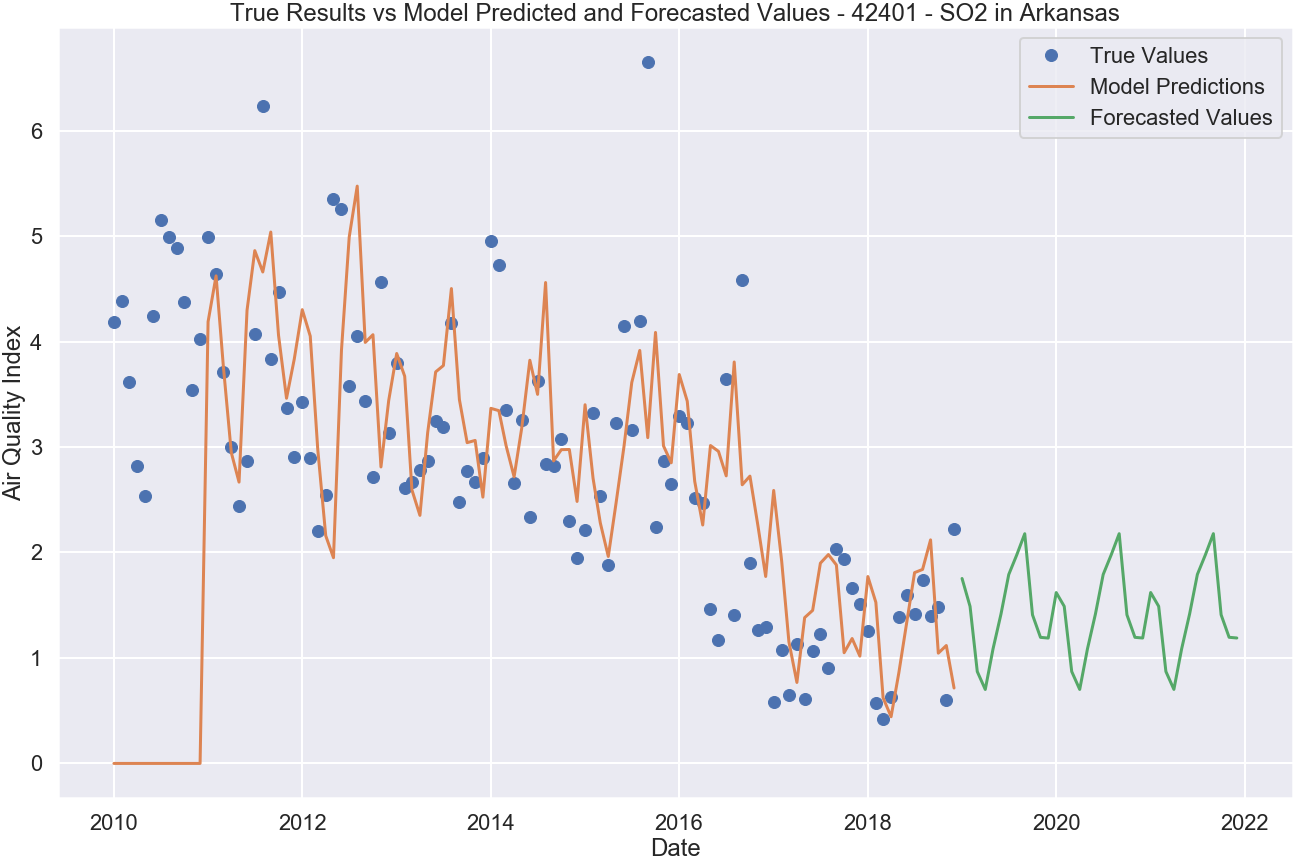 True Results vs Model Predicted and Forecasted Values - 42401 - SO2 in Arkansas
True Values
Model Predictions
Forecasted Values
Air Quality Index
6
5
4
3
2
1
0
2010 2012 2014 2016 2018 2020 2022
Date